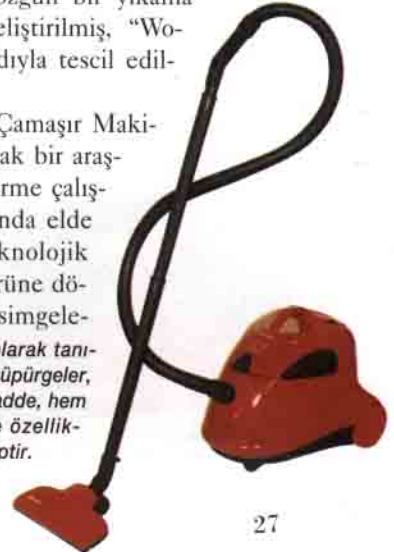 özgün bir yıkama
eliştirilmiş, “Wo-
dıyla tescil edil-
Çamaşır Maki-
ak bir araş-
rme çalış-
nda elde
knolojik
rüne dö-
simgele-
larak tanı-
üpürgeler,
adde, hem
e özellik-
ptir.
27